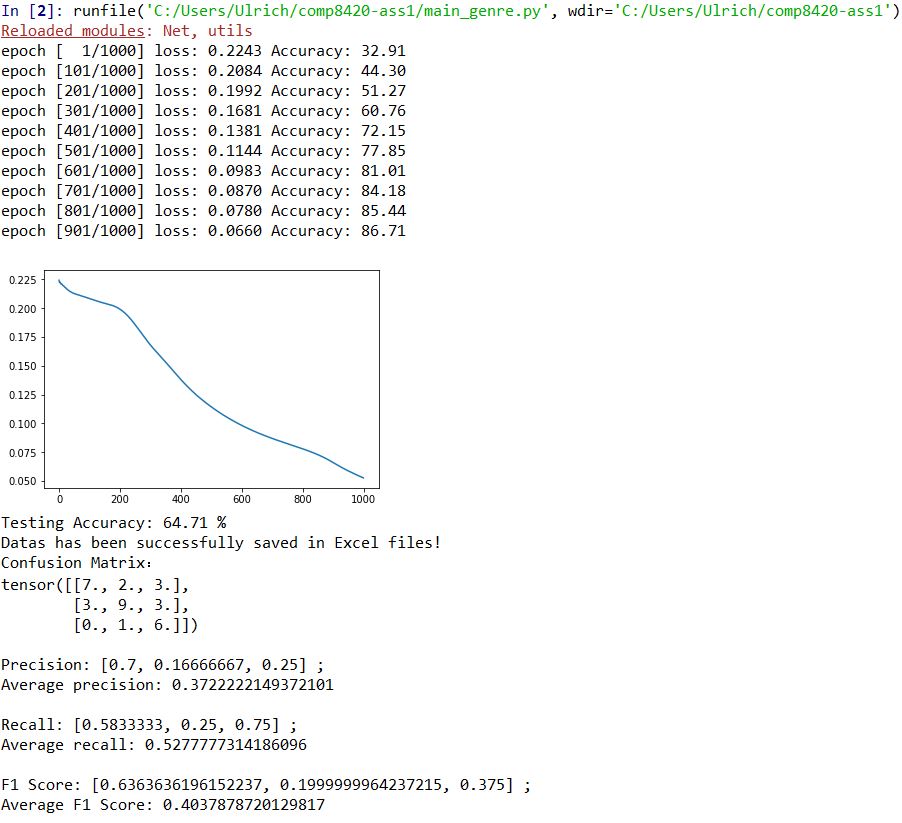 In [2]: runfile('C:/Users/Ulrich/comp8420-ass1/main_genre.py', wdir='C:/Users/Ulrich/comp8420-ass1')
Reloaded modules: Net, utils
epoch [  1/1000] loss: 0.2243 Accuracy: 32.91
epoch [101/1000] loss: 0.2084 Accuracy: 44.30
epoch [201/1000] loss: 0.1992 Accuracy: 51.27
epoch [301/1000] loss: 0.1681 Accuracy: 60.76
epoch [401/1000] loss: 0.1381 Accuracy: 72.15
epoch [501/1000] loss: 0.1144 Accuracy: 77.85
epoch [601/1000] loss: 0.0983 Accuracy: 81.01
epoch [701/1000] loss: 0.0870 Accuracy: 84.18
epoch [801/1000] loss: 0.0780 Accuracy: 85.44
epoch [901/1000] loss: 0.0660 Accuracy: 86.71
0.225
0.200
0.175
0.150
0.125
0.100
0.075
0.050
0 200 400 600 800 1000
Testing Accuracy: 64.71 %
Datas has been successfully saved in Excel files!
Confusion Matrix：
tensor([[7., 2., 3.],
        [3., 9., 3.],
        [0., 1., 6.]])
Precision: [0.7, 0.16666667, 0.25] ;
Average precision: 0.3722222149372101
Recall: [0.5833333, 0.25, 0.75] ;
Average recall: 0.5277777314186096
F1 Score: [0.6363636196152237, 0.1999999964237215, 0.375] ;
Average F1 Score: 0.4037878720129817